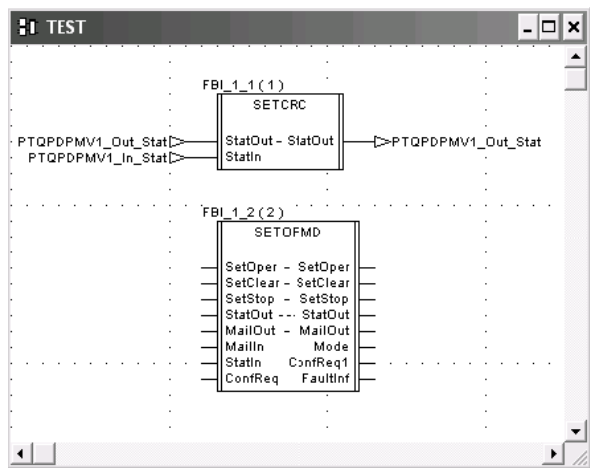 TEST
FBI_1_1(1)
SETCRC
PTQPDPMV1_Out_Stat StatOut - StatOut PTQPDPMV1_Out_Stat
PTQPDPMV1_In_Stat StatIn
FBI_1_2(2)
SETOFMD
SetOper - SetOper
SetClear - SetClear
SetStop - SetStop
StatOut --- StatOut
MailOut - MailOut
MailIn Mode
StatIn ConfReq1
ConfReq FaultInf